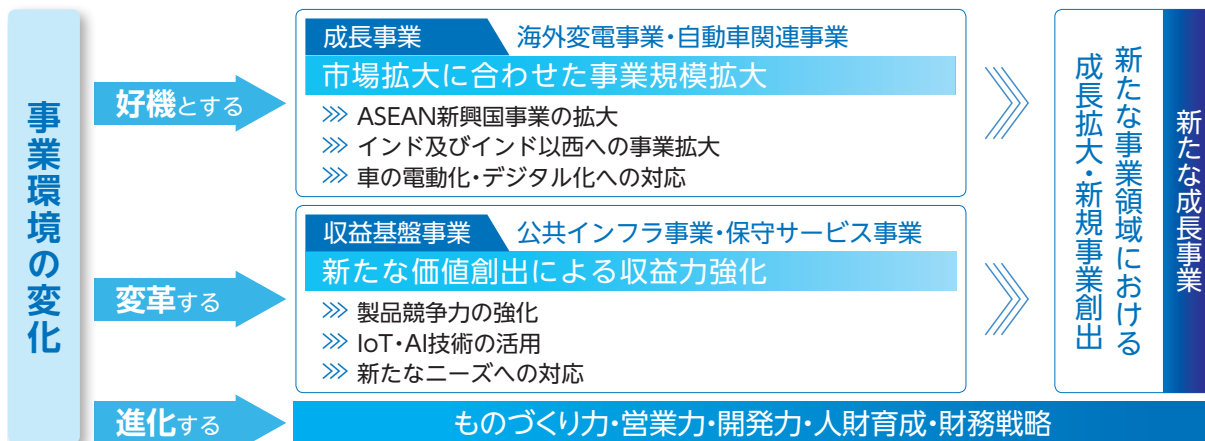 事業環境の変化
好機とする
成長事業
海外変電事業・自動車関連事業
市場拡大に合わせた事業規模拡大
>>> ASEAN新興国事業の拡大
>>> インド及びインド以西への事業拡大
>>> 車の電動化・デジタル化への対応
変革する
収益基盤事業
公共インフラ事業・保守サービス事業
新たな価値創出による収益力強化
>>> 製品競争力の強化
>>> IoT・AI技術の活用
>>> 新たなニーズへの対応
新たな事業領域における
成長拡大・新規事業創出
新たな成長事業
進化する
ものづくり力・営業力・開発力・人財育成・財務戦略